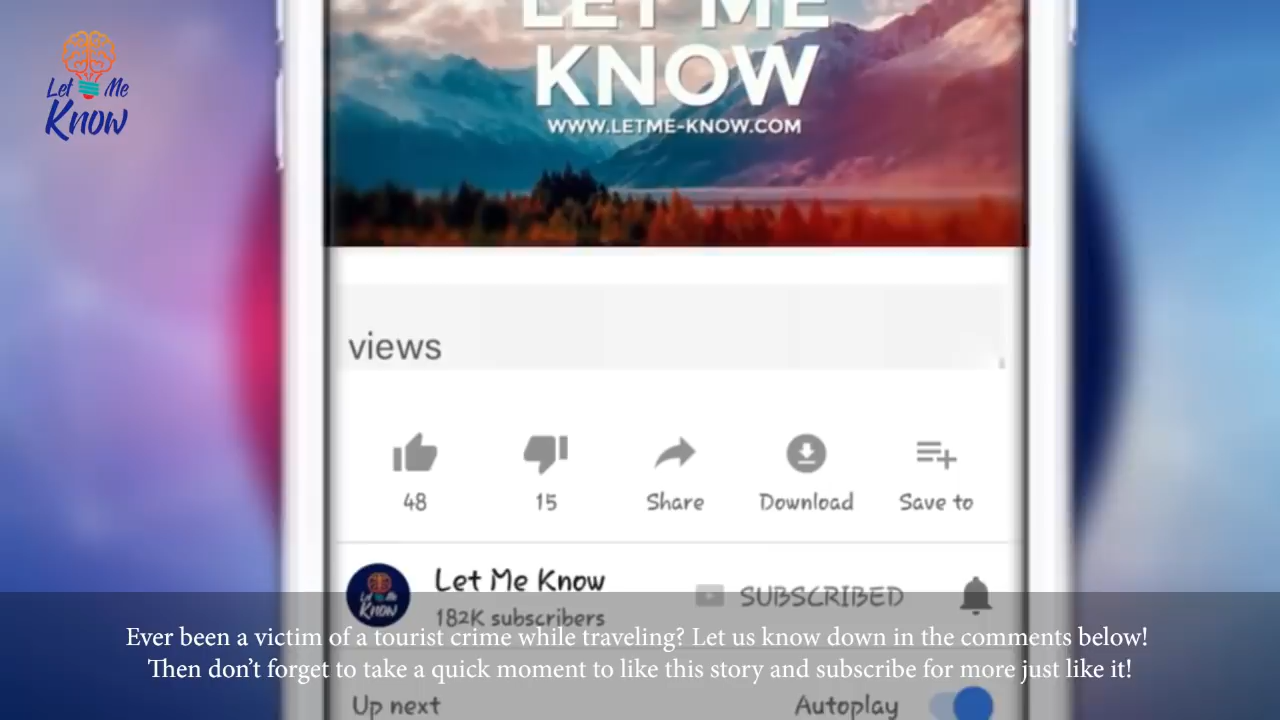 Let Me
Know
LET ME
KNOW
WWW.LETME-KNOW.COM
views
48
15
Share
Download
Save to
Let Me Know
Let Me Know
SUBSCRIBED
182K subscribers
Ever been a victim of a tourist crime while traveling? Let us know down in the comments below!
Then don’t forget to take a quick moment to like this story and subscribe for more just like it!
Up next
Autoplay